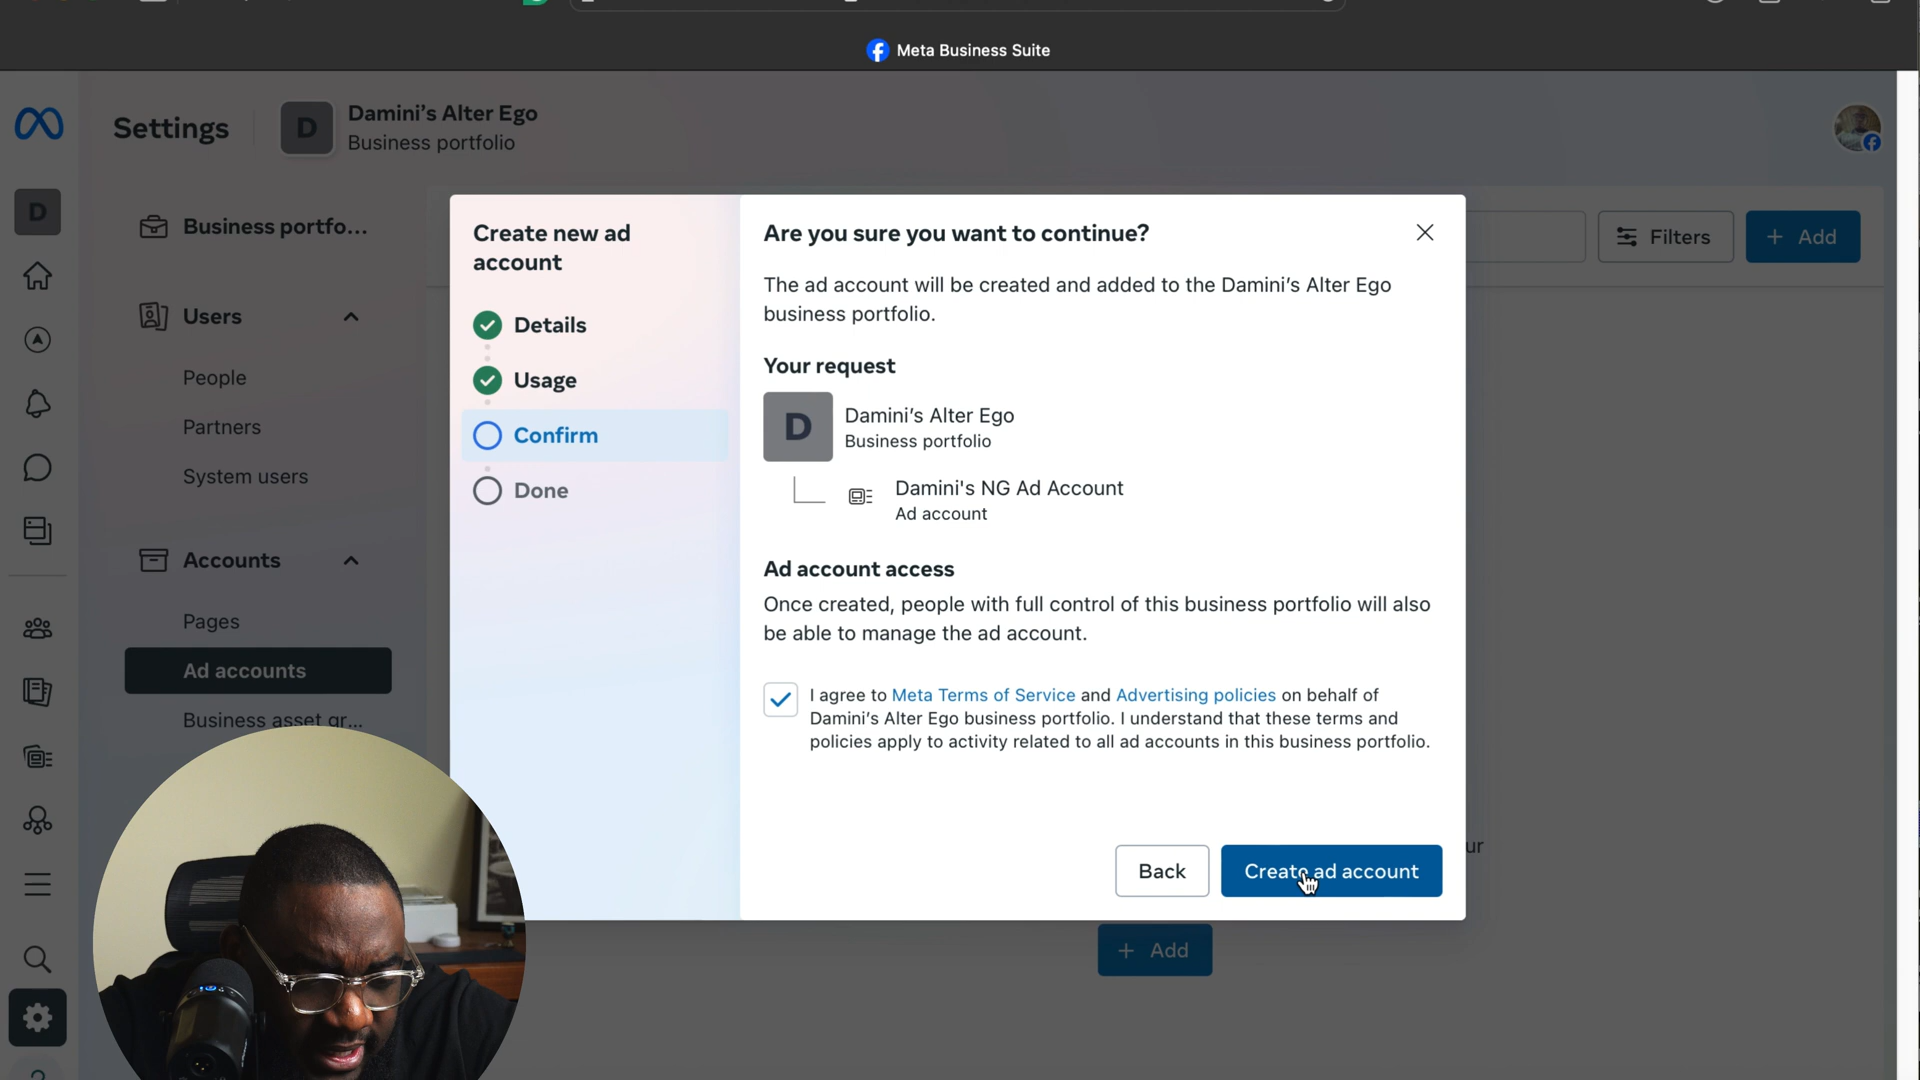 Meta Business Suite
Settings
D
Damini's Alter Ego
Business portfolio
D
Business portfo...
Users
People
Partners
System users
Accounts
Pages
Ad accounts
Business asset gr...
Filters
+ Add
Create new ad
account
Details
Usage
Confirm
Done
Are you sure you want to continue?
The ad account will be created and added to the Damini's Alter Ego
business portfolio.
Your request
D
Damini's Alter Ego
Business portfolio
Damini's NG Ad Account
Ad account
Ad account access
Once created, people with full control of this business portfolio will also
be able to manage the ad account.
I agree to Meta Terms of Service and Advertising policies on behalf of
Damini's Alter Ego business portfolio. I understand that these terms and
policies apply to activity related to all ad accounts in this business portfolio.
Back
Create ad account
ur
+ Add